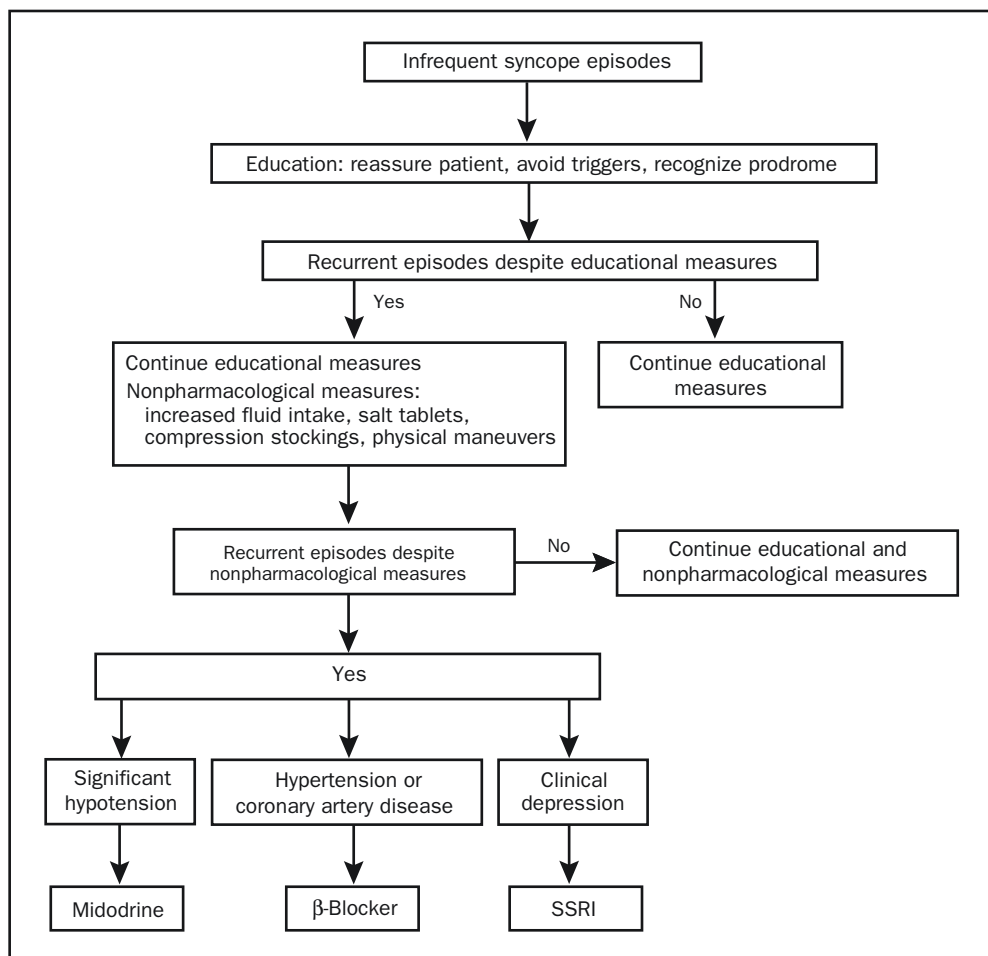 Infrequent syncope episodes
Education: reassure patient, avoid triggers, recognize prodrome
Recurrent episodes despite educational measures
Yes
No
Continue educational measures
Nonpharmacological measures:
increased fluid intake, salt tablets,
compression stockings, physical maneuvers
Continue educational
measures
Recurrent episodes despite
nonpharmacological measures
No
Continue educational and
nonpharmacological measures
Yes
Significant
hypotension
Hypertension or
coronary artery disease
Clinical
depression
Midodrine
β-Blocker
SSRI